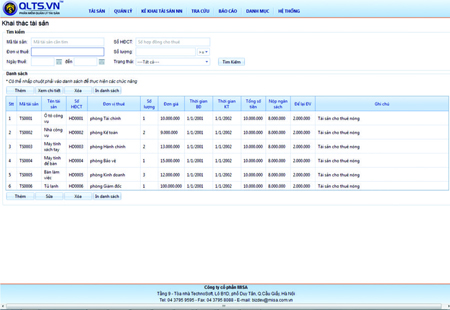 QLTS.VN™
PHẦN MỀM QUẢN LÝ TÀI SẢN
TÀI SẢN QUẢN LÝ KÊ KHAI TÀI SẢN NN TRA CỨU BÁO CÁO DANH MỤC HỆ THỐNG
Khai thác tài sản
Tìm kiếm
Mã tài sản: Mã tài sản cần tìm Số HĐCT Số hợp đồng cho thuê
Đơn vị thuê: Số lượng:
Ngày thuê: đến: Trạng thái: ---Tất cả--- Tìm Kiếm
Danh sách
* Có thể nhấp chuột phải vào danh sách để thực hiện các chức năng
Thêm Xem chi tiết Xóa In danh sách
Stt Mã tài sản Tên tài sản Số HĐCT Đơn vị thuê Số lượng Đơn giá Thời gian BĐ Thời gian KT Tổng số tiền Nộp ngân sách Để lại ĐV Ghi chú
1 TS0001 Ô tô công vụ HD0001 phòng Tài chính 1 10.000.000 1/1/2001 1/1/2002 10.000.000 8.000.000 2.000.000 Tài sản cho thuê nóng
2 TS0002 Nhà công vụ HD0002 phòng Kế toán 2 9.000.000 1/1/2001 1/1/2002 10.000.000 8.000.000 2.000.000 Tài sản cho thuê nóng
3 TS0003 Máy tính xách tay HD0003 phòng Hành chính 2 13.000.000 1/1/2001 1/1/2002 10.000.000 8.000.000 2.000.000 Tài sản cho thuê nóng
4 TS0004 Máy tính để bàn HD0004 phòng Bảo vệ 1 15.000.000 1/1/2001 1/1/2002 10.000.000 8.000.000 2.000.000 Tài sản cho thuê nóng
5 TS0005 Bàn làm việc HD0005 phòng Kinh doanh 3 12.000.000 1/1/2001 1/1/2002 10.000.000 8.000.000 2.000.000 Tài sản cho thuê nóng
6 TS0006 Tủ lạnh HD0006 phòng Giám đốc 1 100.000.000 1/1/2001 1/1/2002 10.000.000 8.000.000 2.000.000 Tài sản cho thuê nóng
Thêm Sửa Xóa In danh sách
Công ty cổ phần MISA
Tầng 9 - Tòa nhà TechnoSoft, Lô B1D, phố Duy Tân, Q.Cầu Giấy, Hà Nội
Tel: 04 3795 9595 - Fax: 04 3795 8088 - E-mail: bizdev@misa.com.vn